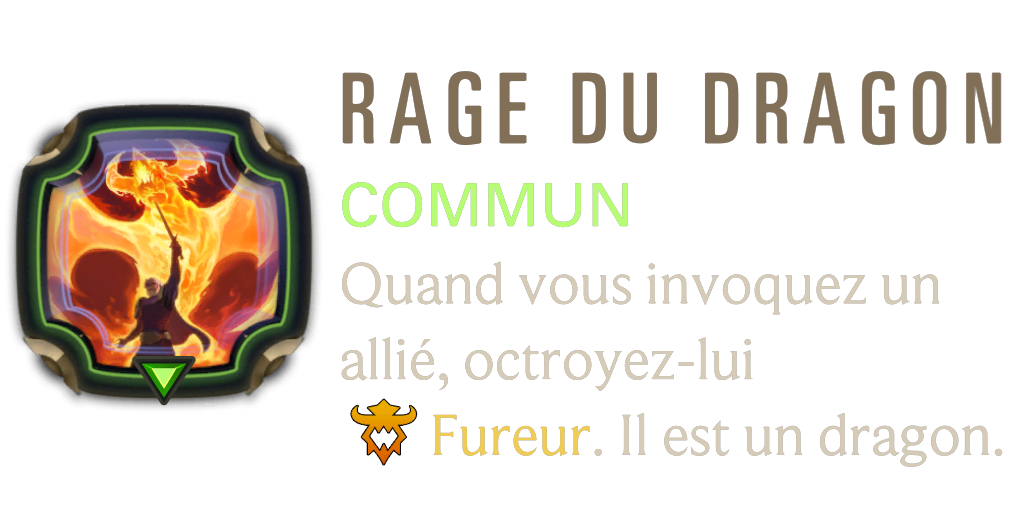 RAGE DU DRAGON
COMMUN
Quand vous invoquez un
allié, octroyez-lui
Fureur. Il est un dragon.